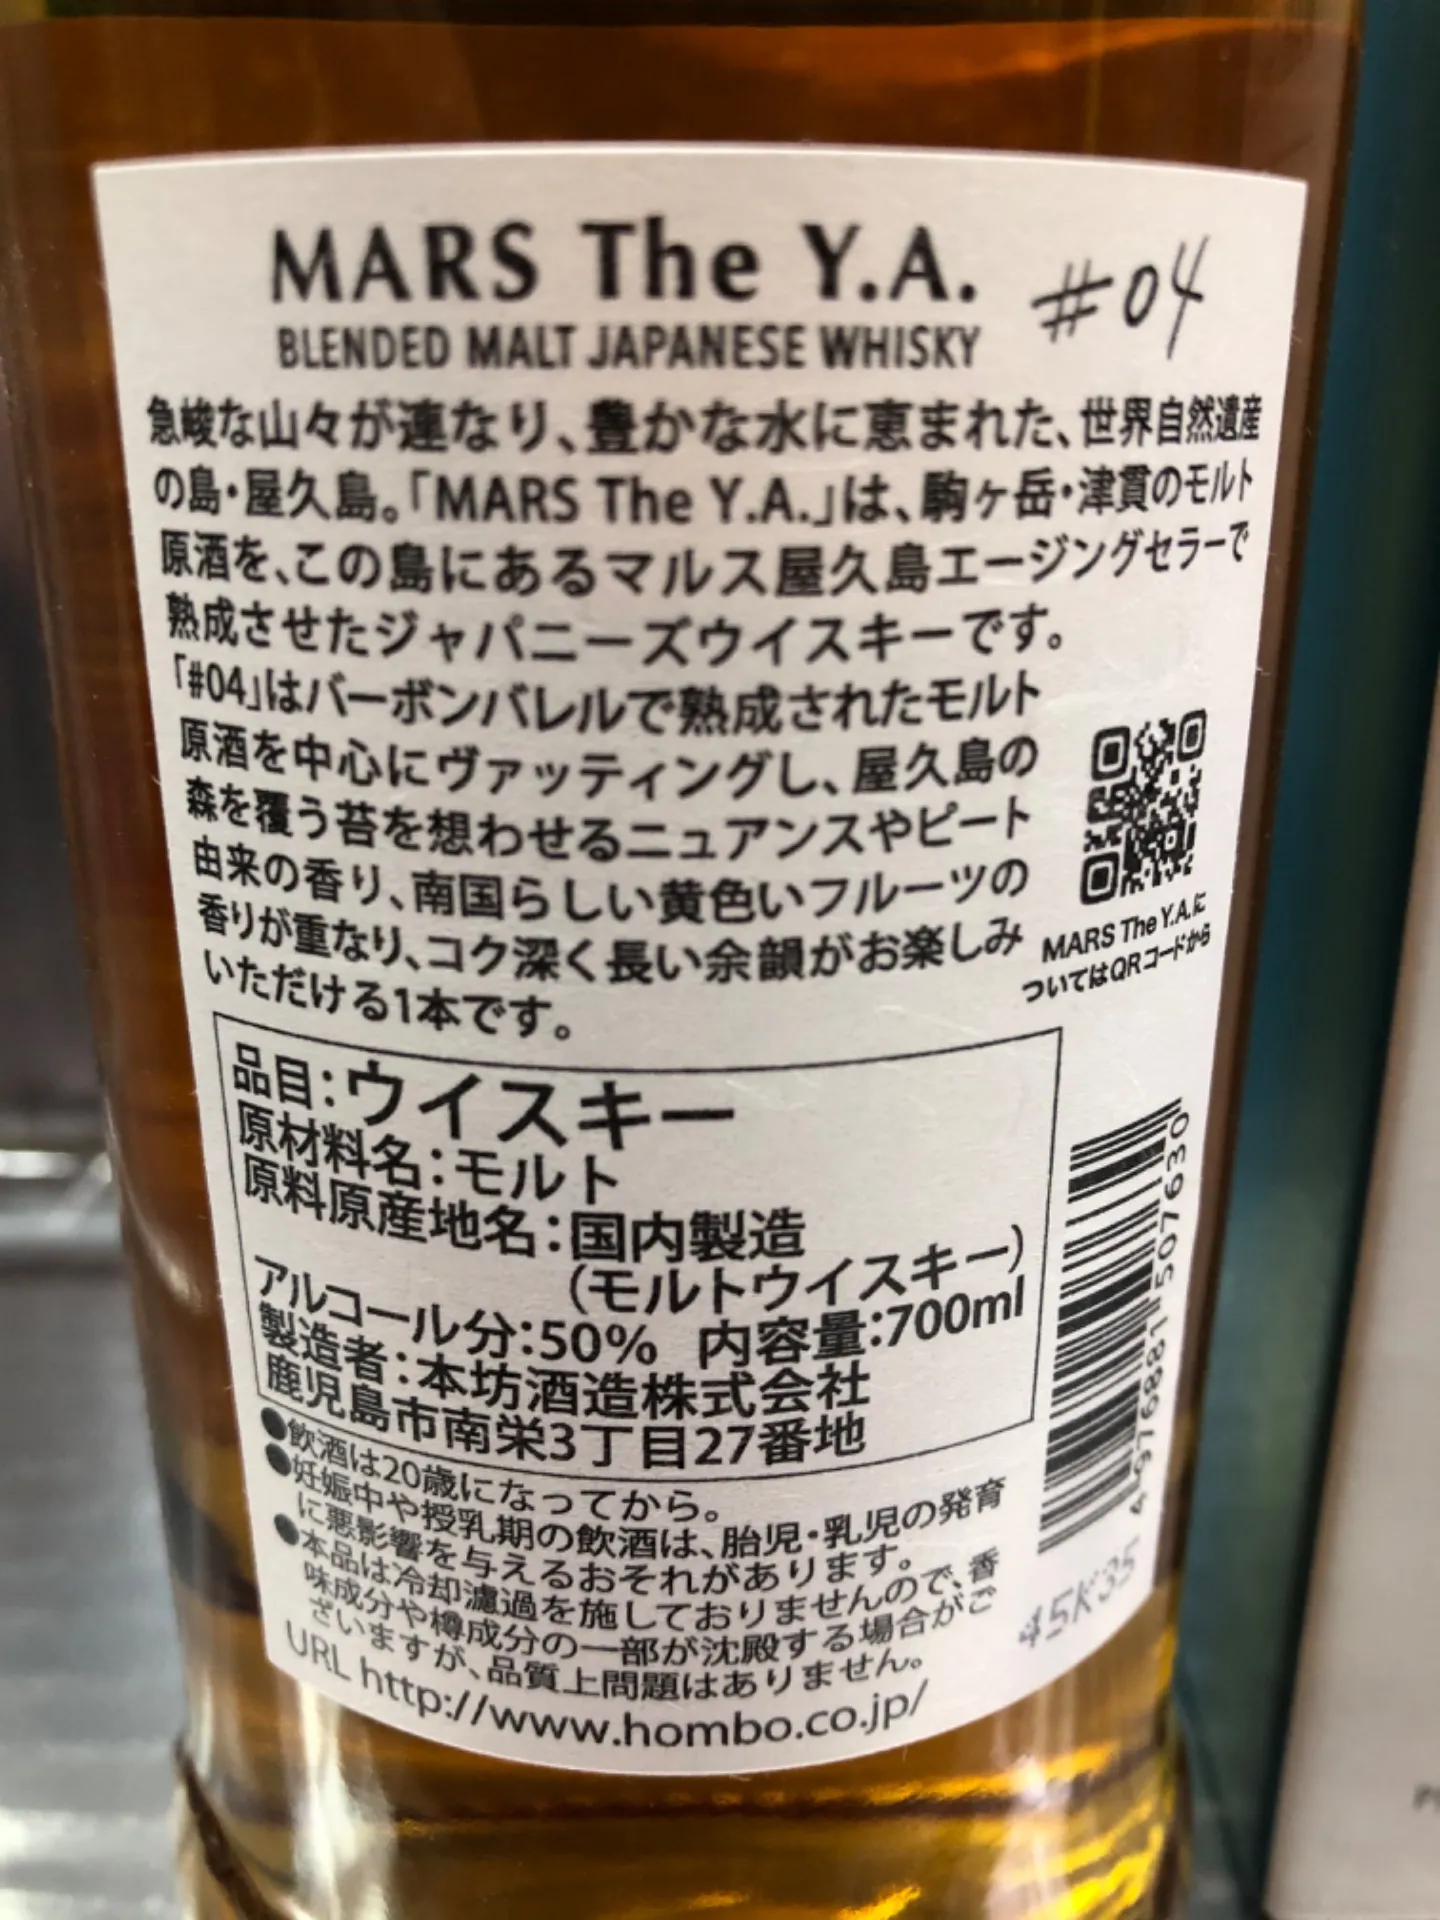 MARS The Y.A. #04
BLENDED MALT JAPANESE WHISKY
急峻な山々が連なり、豊かな水に恵まれた、世界自然遺産
の島・屋久島。「MARS The Y.A.」は、駒ヶ岳・津貫のモルト
原酒を、この島にあるマルス屋久島エージングセラーで
熟成させたジャパニーズウイスキーです。
「#04」はバーボンバレルで熟成されたモルト
原酒を中心にヴァッティングし、屋久島の
森を覆う苔を想わせるニュアンスやピート
由来の香り、南国らしい黄色いフルーツの
香りが重なり、コク深く長い余韻がお楽しみ
いただける1本です。
MARS The Y.A.に
ついてはQRコードから
品目：ウイスキー
原材料名：モルト
原料原産地名：国内製造
（モルトウイスキー）
アルコール分：50% 内容量：700ml
製造者：本坊酒造株式会社
鹿児島市南栄3丁目27番地
●飲酒は20歳になってから。
●妊娠中や授乳期の飲酒は、胎児・乳児の発育
に悪影響を与えるおそれがあります。
●本品は冷却濾過を施しておりませんので、香
味成分や樽成分の一部が沈殿する場合がご
ざいますが、品質上問題はありません。
URL http://www.hombo.co.jp/
4 976881 507630
45K35